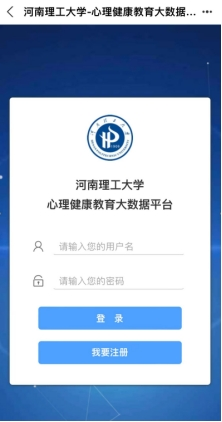 河南理工大学-心理健康教育大数据...
河南理工大学
心理健康教育大数据平台
请输入您的用户名
请输入您的密码
登 录
我要注册